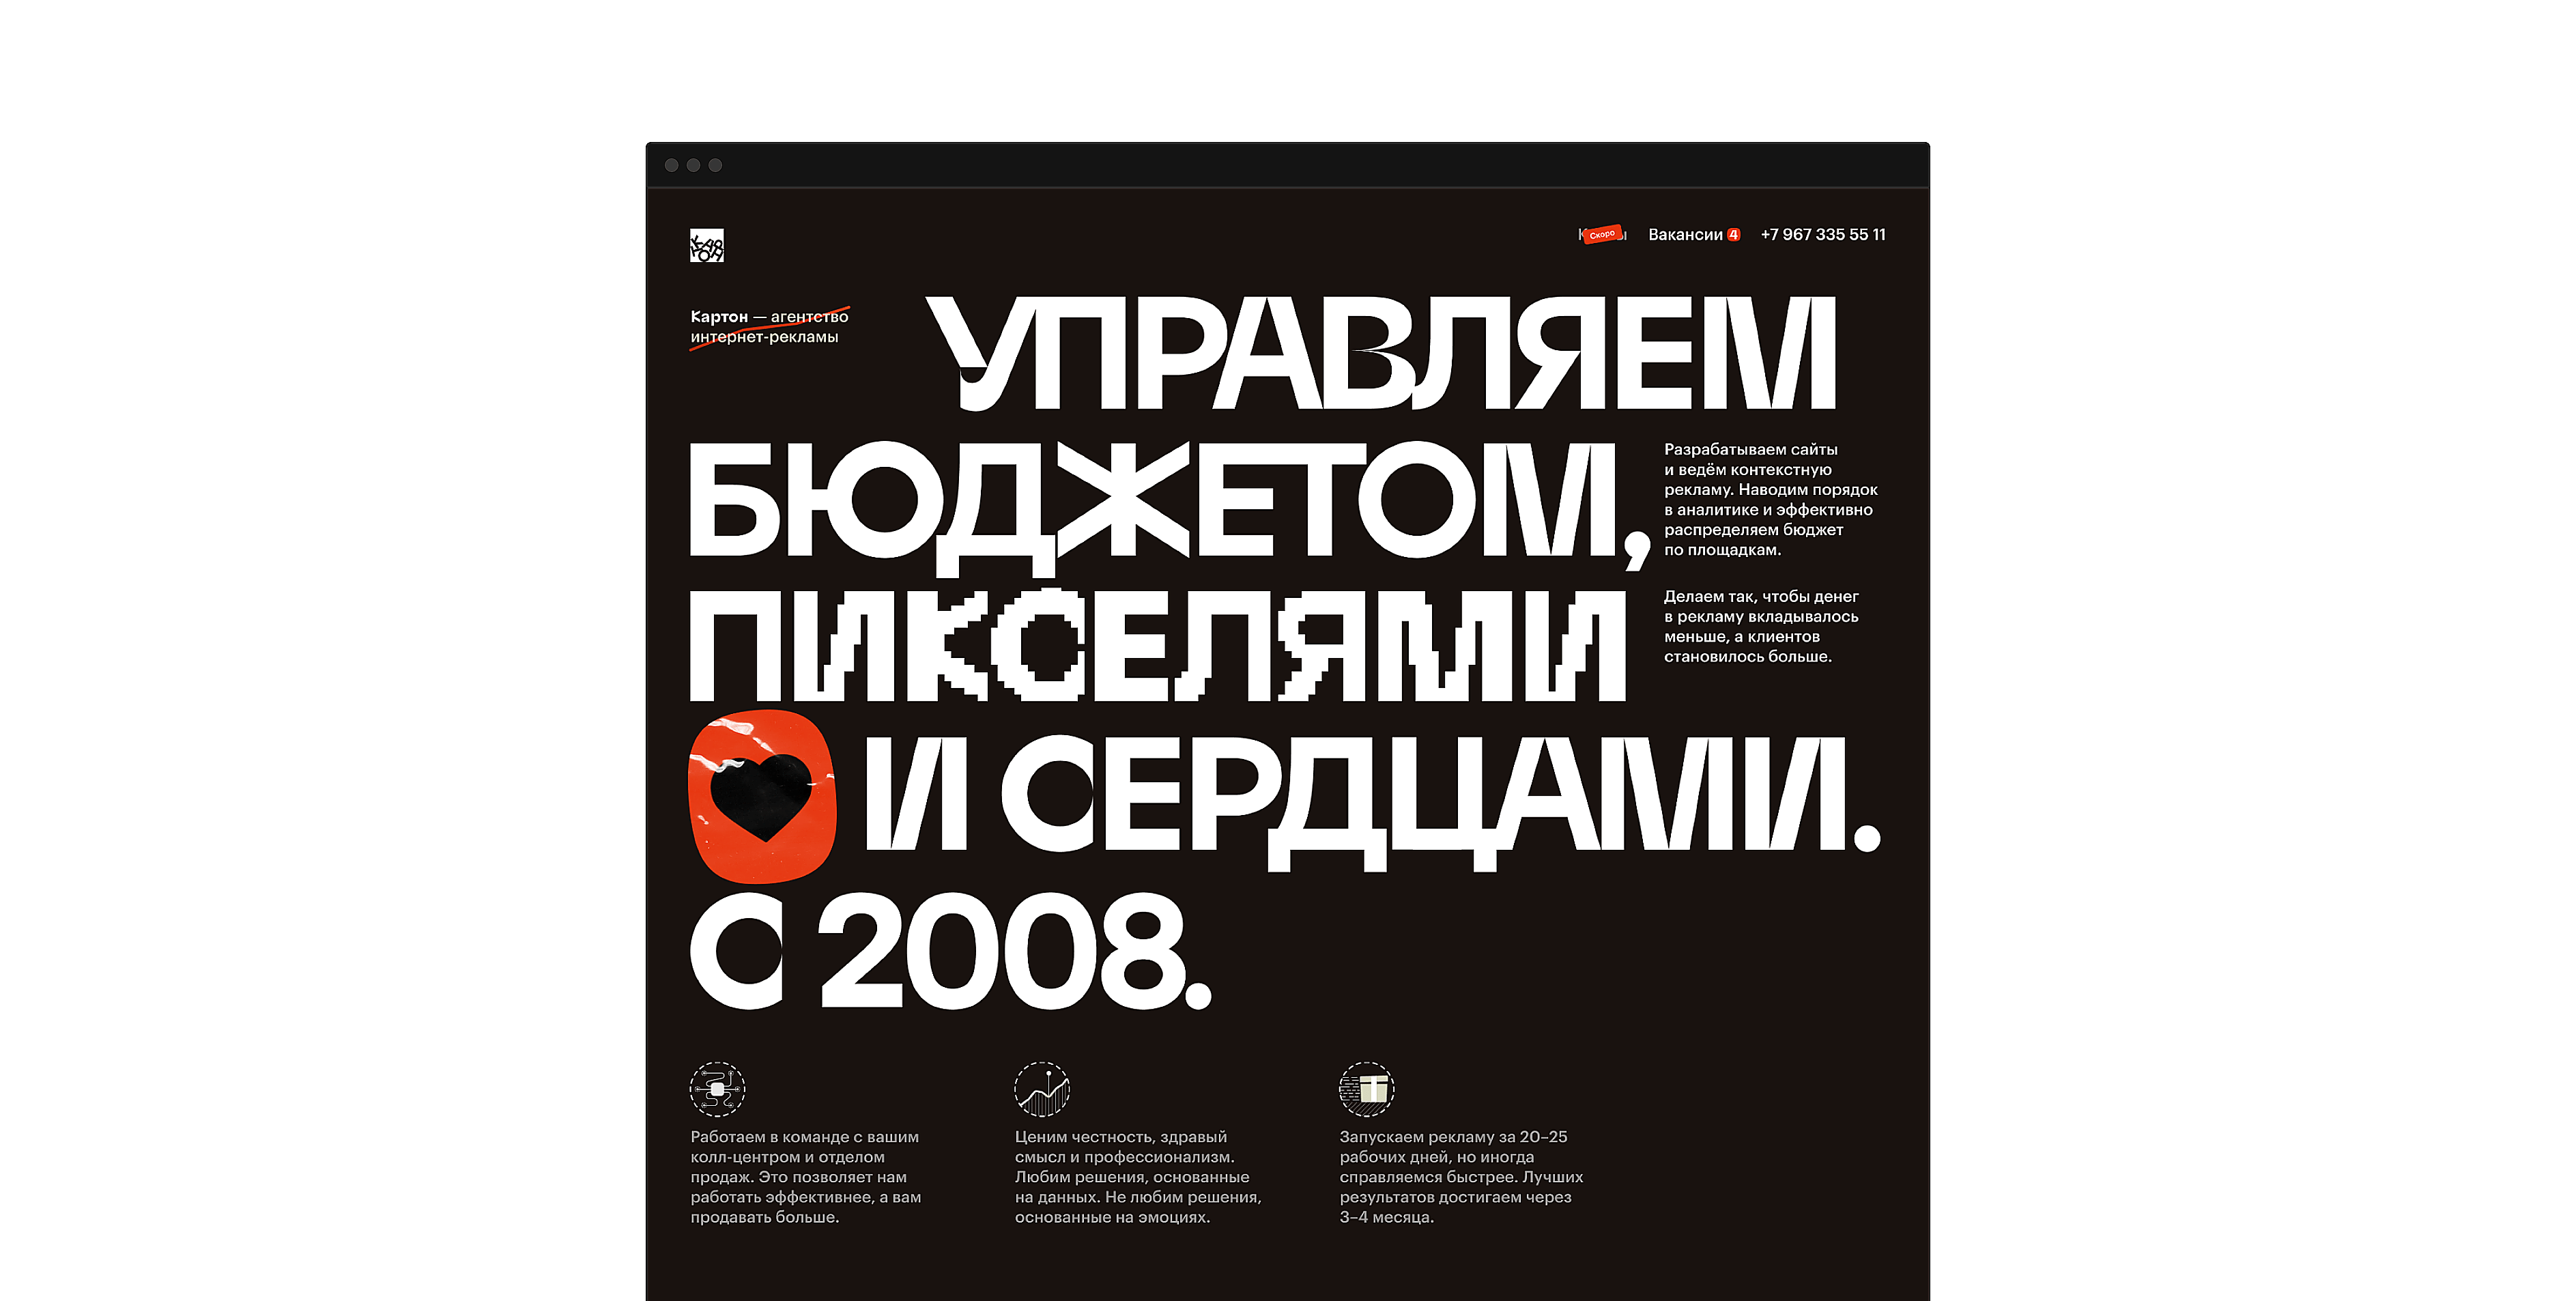 Скоро
Вакансии 4
+7 967 335 55 11
Картон — агентство
интернет-рекламы
УПРАВЛЯЕМ
БЮДЖЕТОМ,
ПИКСЕЛЯМИ
И СЕРДЦАМИ.
С 2008.
Разрабатываем сайты
и ведём контекстную
рекламу. Наводим порядок
в аналитике и эффективно
распределяем бюджет
по площадкам.
Делаем так, чтобы денег
в рекламу вкладывалось
меньше, а клиентов
становилось больше.
Работаем в команде с вашим
колл-центром и отделом
продаж. Это позволяет нам
работать эффективнее, а вам
продавать больше.
Ценим честность, здравый
смысл и профессионализм.
Любим решения, основанные
на данных. Не любим решения,
основанные на эмоциях.
Запускаем рекламу за 20–25
рабочих дней, но иногда
справляемся быстрее. Лучших
результатов достигаем через
3–4 месяца.